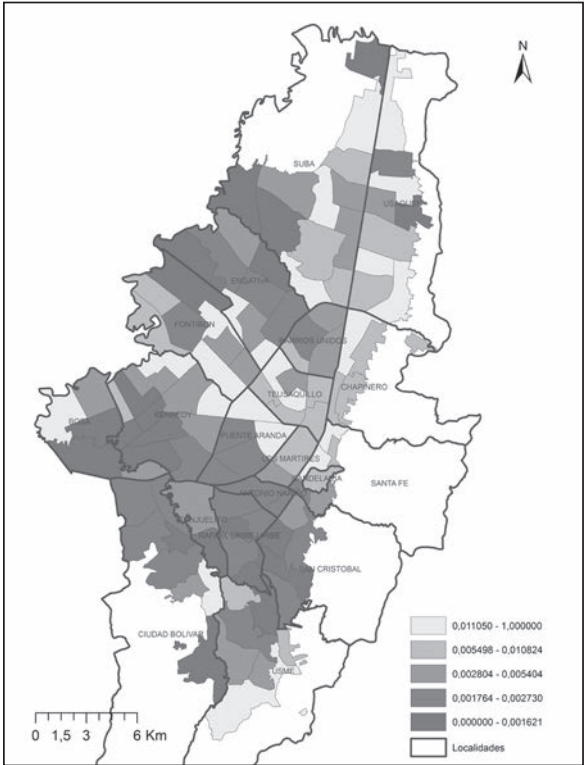 N
SUBA
USAQUEN
ENGATIVA
FONTIBON
BARRIOS UNIDOS
TEUSAQUILLO
CHAPINERO
BOSA
KENNEDY
PUENTE ARANDA
LOS MARTIRES
CANDELARIA
SANTA FE
ANTONIO NARIÑO
TUNJUELITO
RAFAEL URIBE URIBE
SAN CRISTOBAL
CIUDAD BOLIVAR
USME
0,011050 - 1,000000
0,005498 - 0,010824
0,002804 - 0,005404
0,001764 - 0,002730
0,000000 - 0,001621
Localidades
0 1,5 3 6 Km